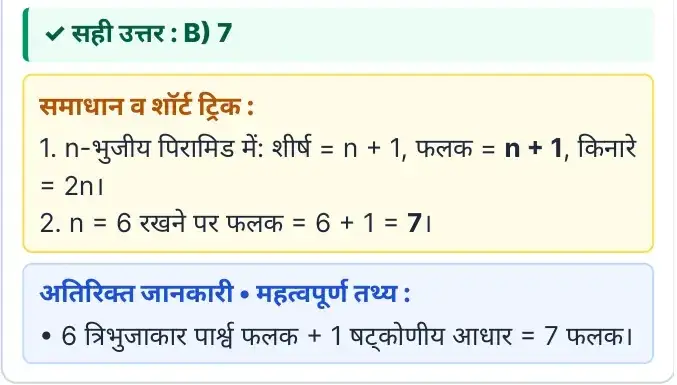 ✓ सही उत्तर : B) 7
समाधान व शॉर्ट ट्रिक :
1. n-भुजीय पिरामिड में: शीर्ष = n + 1, फलक = n + 1, किनारे
= 2n।
2. n = 6 रखने पर फलक = 6 + 1 = 7।
अतिरिक्त जानकारी • महत्वपूर्ण तथ्य :
• 6 त्रिभुजाकार पार्श्व फलक + 1 षट्कोणीय आधार = 7 फलक।